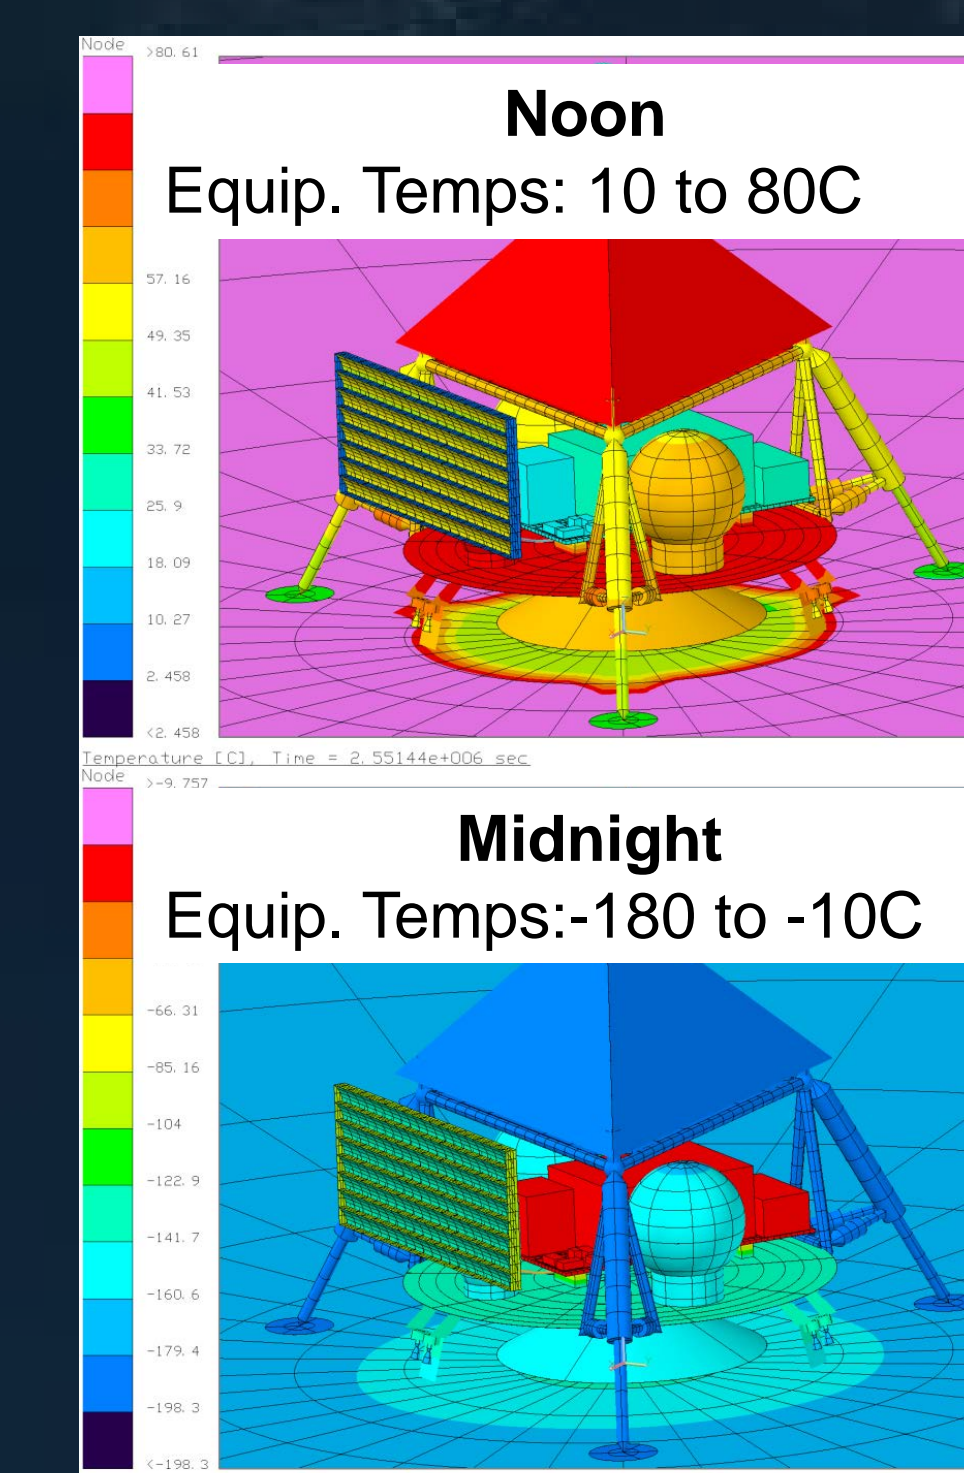 Node
>80.61
Noon
Equip. Temps: 10 to 80C
57.16
49.35
41.53
33.72
25.9
18.09
10.27
2.458
<2.458
Temperature [C], Time = 2.55144e+006 sec
Node
>-9.757
Midnight
Equip. Temps:-180 to -10C
-66.31
-85.16
-104
-122.9
-141.7
-160.6
-179.4
-198.3
<-198.3